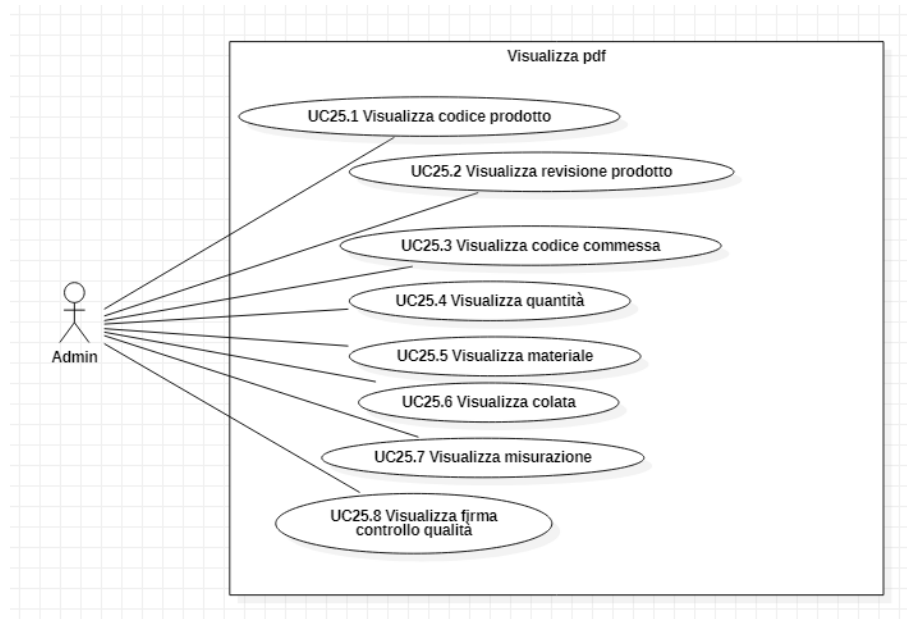 Visualizza pdf
UC25.1 Visualizza codice prodotto
UC25.2 Visualizza revisione prodotto
UC25.3 Visualizza codice commessa
UC25.4 Visualizza quantità
Admin
UC25.5 Visualizza materiale
UC25.6 Visualizza colata
UC25.7 Visualizza misurazione
UC25.8 Visualizza firma
controllo qualità